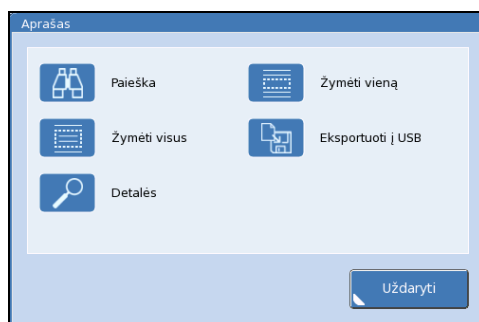 Aprašas
Paieška
Žymėti vieną
Žymėti visus
Eksportuoti į USB
Detalės
Uždaryti